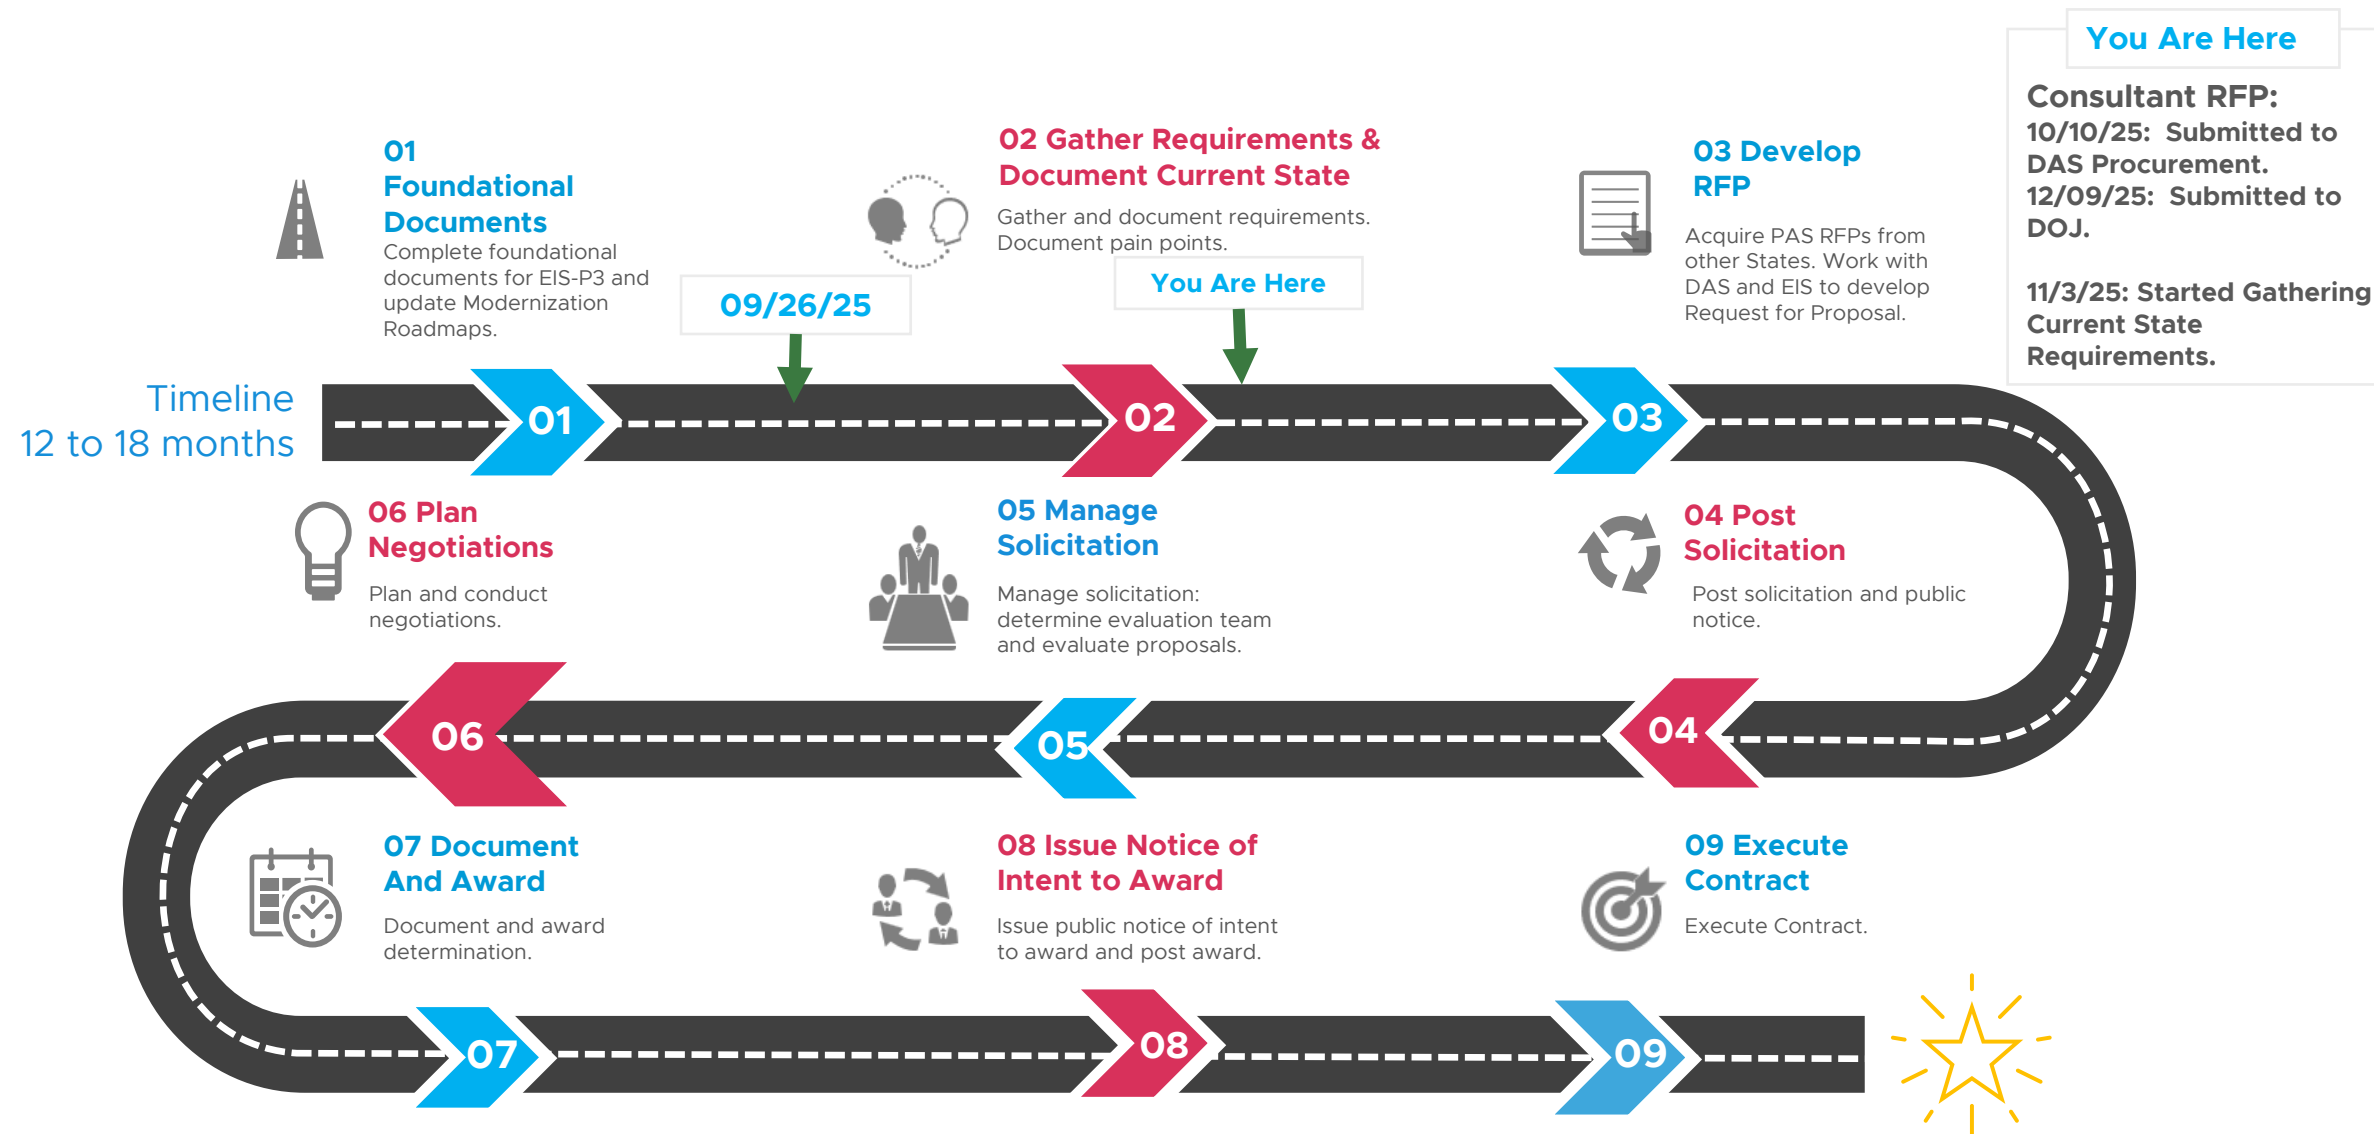 You Are Here
Consultant RFP:
10/10/25: Submitted to
DAS Procurement.
12/09/25: Submitted to
DOJ.
11/3/25: Started Gathering
Current State
Requirements.
01
Foundational
Documents
Complete foundational
documents for EIS-P3 and
update Modernization
Roadmaps.
09/26/25
02 Gather Requirements &
Document Current State
Gather and document requirements.
Document pain points.
You Are Here
03 Develop
RFP
Acquire PAS RFPs from
other States. Work with
DAS and EIS to develop
Request for Proposal.
Timeline
12 to 18 months
01
02
03
06 Plan
Negotiations
Plan and conduct
negotiations.
05 Manage
Solicitation
Manage solicitation:
determine evaluation team
and evaluate proposals.
04 Post
Solicitation
Post solicitation and public
notice.
06
05
04
07 Document
And Award
Document and award
determination.
08 Issue Notice of
Intent to Award
Issue public notice of intent
to award and post award.
09 Execute
Contract
Execute Contract.
07
08
09